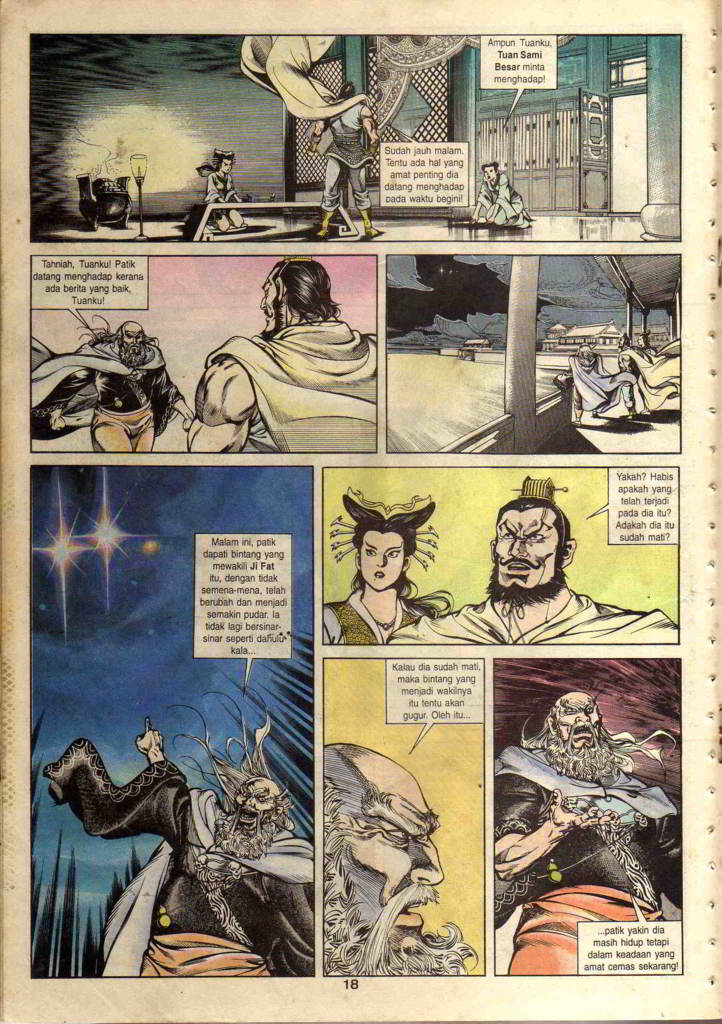 Ampun Tuanku,
Tuan Sami
Besar minta
menghadap!
Sudah jauh malam.
Tentu ada hal yang
amat penting dia
datang menghadap
pada waktu begini!
Tahniah, Tuanku! Patik
datang menghadap kerana
ada berita yang baik,
Tuanku!
Malam ini, patik
dapati bintang yang
mewakili Ji Fat
itu, dengan tidak
semena-mena, telah
berubah dan menjadi
semakin pudar. Ia
tidak lagi bersinar-
sinar seperti dahulu
kala...
Yakah? Habis
apakah yang
telah terjadi
pada dia itu?
Adakah dia itu
sudah mati?
Kalau dia sudah mati,
maka bintang yang
menjadi wakilnya
itu tentu akan
gugur. Oleh itu...
...patik yakin dia
masih hidup tetapi
dalam keadaan yang
amat cemas sekarang!
18